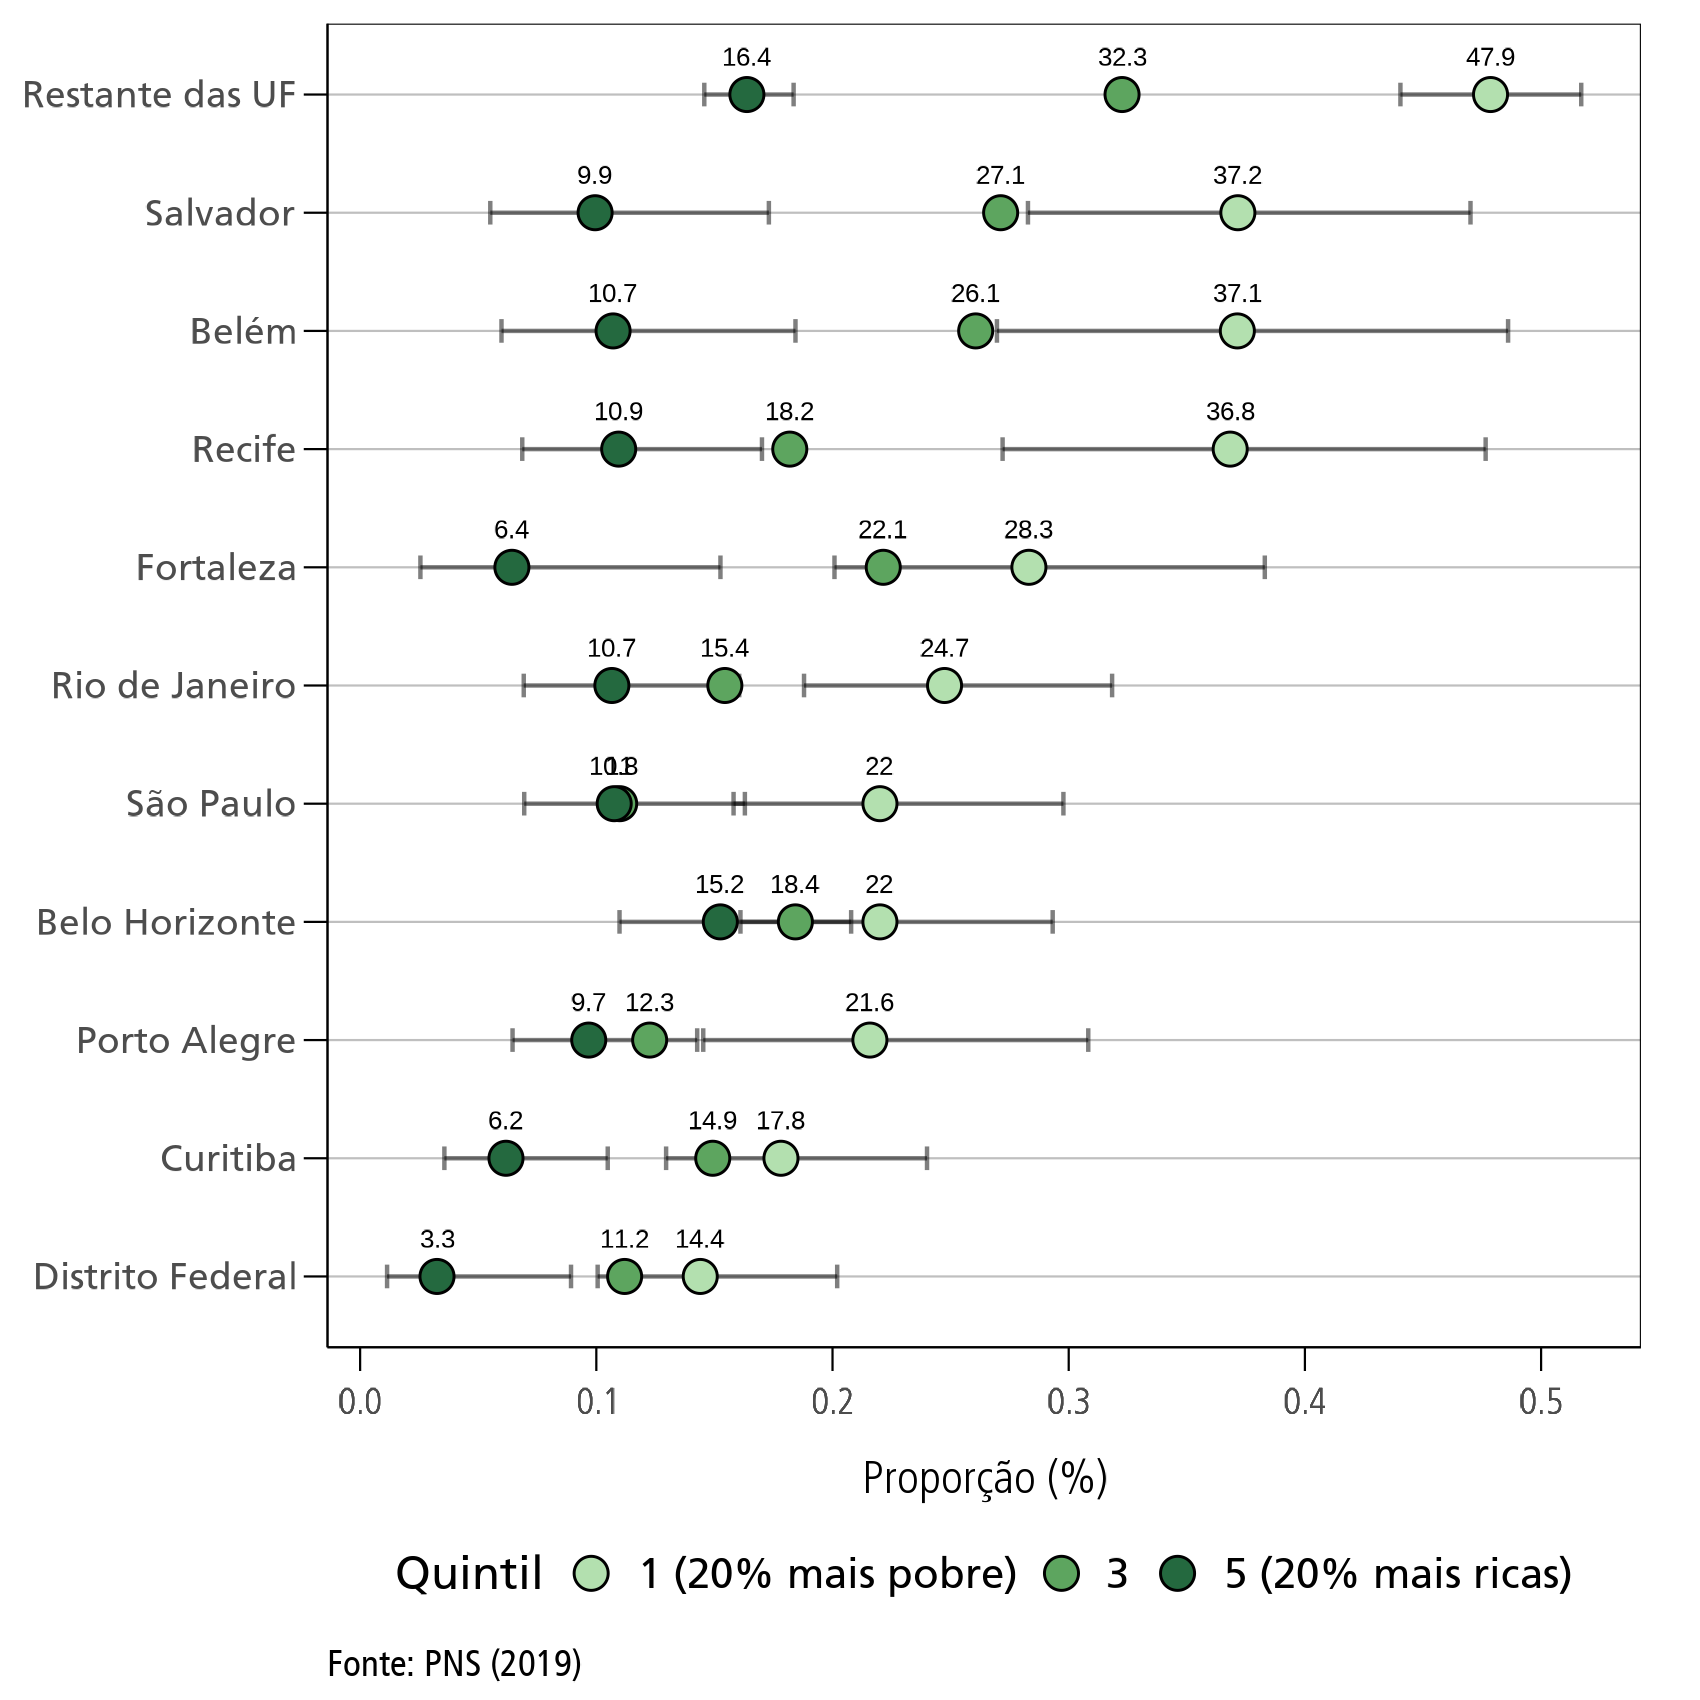 16.4 32.3 47.9
Restante das UF
9.9 27.1 37.2
Salvador
10.7 26.1 37.1
Belém
10.9 18.2 36.8
Recife
6.4 22.1 28.3
Fortaleza
10.7 15.4 24.7
Rio de Janeiro
22
São Paulo
15.2 18.4 22
Belo Horizonte
9.7 12.3 21.6
Porto Alegre
6.2 14.9 17.8
Curitiba
3.3 11.2 14.4
Distrito Federal
0.0 0.1 0.2 0.3 0.4 0.5
Proporção (%)
Quintil 1 (20% mais pobre) 3 5 (20% mais ricas)
Fonte: PNS (2019)